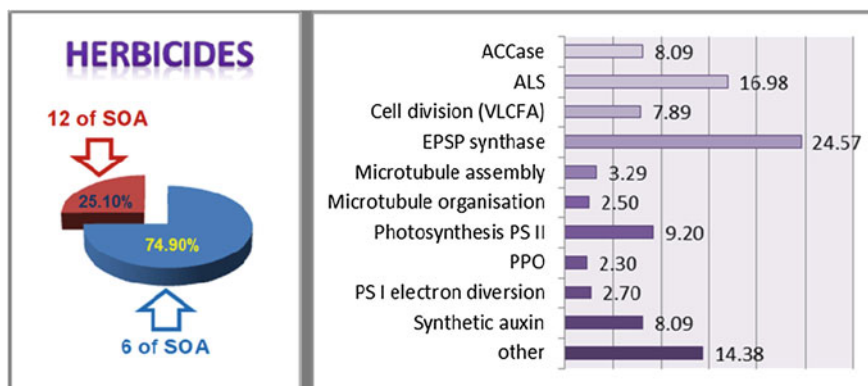 HERBICIDES
12 of SOA
25.10%
74.90%
6 of SOA
ACCase 8.09
ALS 16.98
Cell division (VLCFA) 7.89
EPSP synthase 24.57
Microtubule assembly 3.29
Microtubule organisation 2.50
Photosynthesis PS II 9.20
PPO 2.30
PS I electron diversion 2.70
Synthetic auxin 8.09
other 14.38